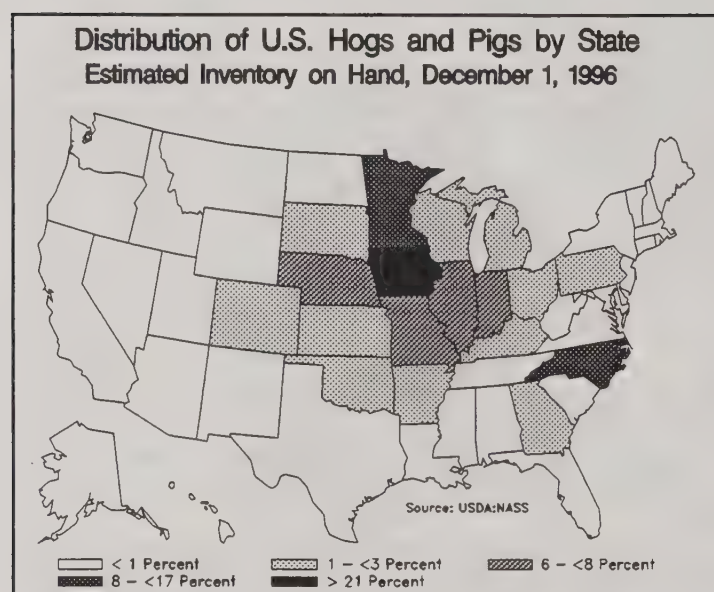 Distribution of U.S. Hogs and Pigs by State
Estimated Inventory on Hand, December 1, 1996
Source: USDA:NASS
< 1 Percent
1 - <3 Percent
6 - <8 Percent
8 - <17 Percent
> 21 Percent